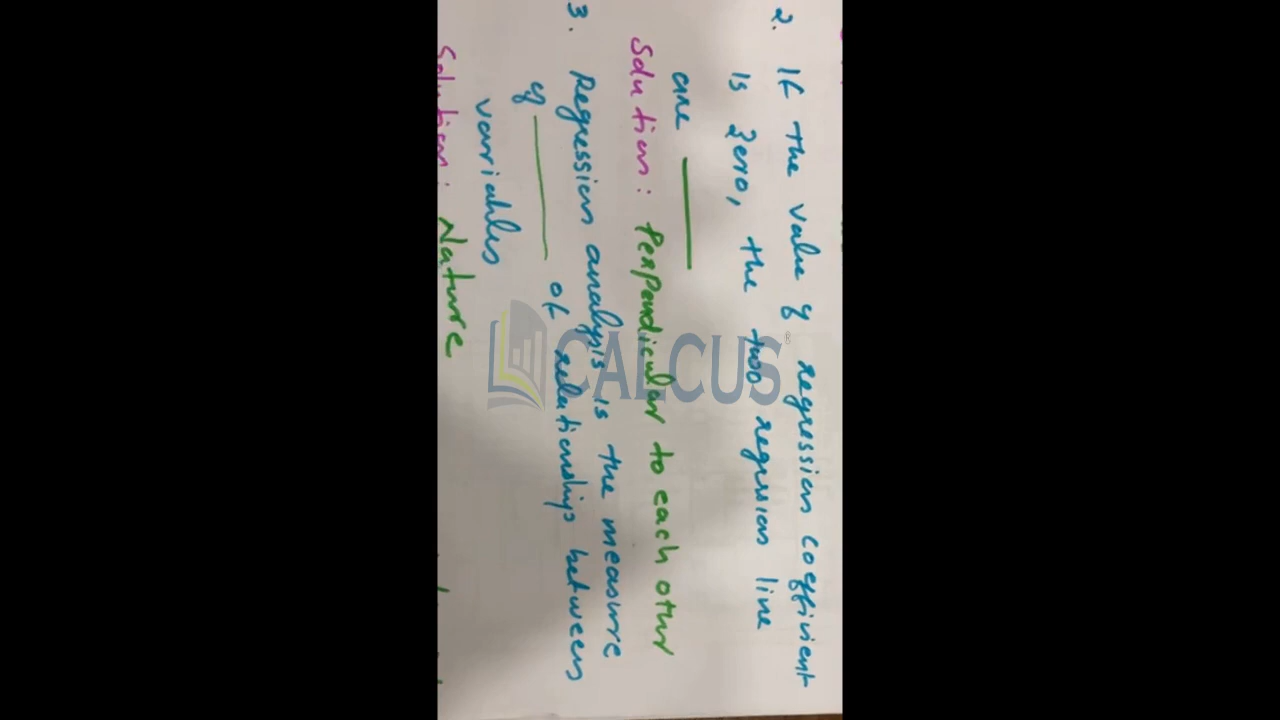 2. If the value of regression coefficient
is zero, the two regression line
are ______
Solution: Perpendicular to each other
3. Regression analysis is the measure
of ______ of relationships between
variables
Solution: Nature
CALCUS®